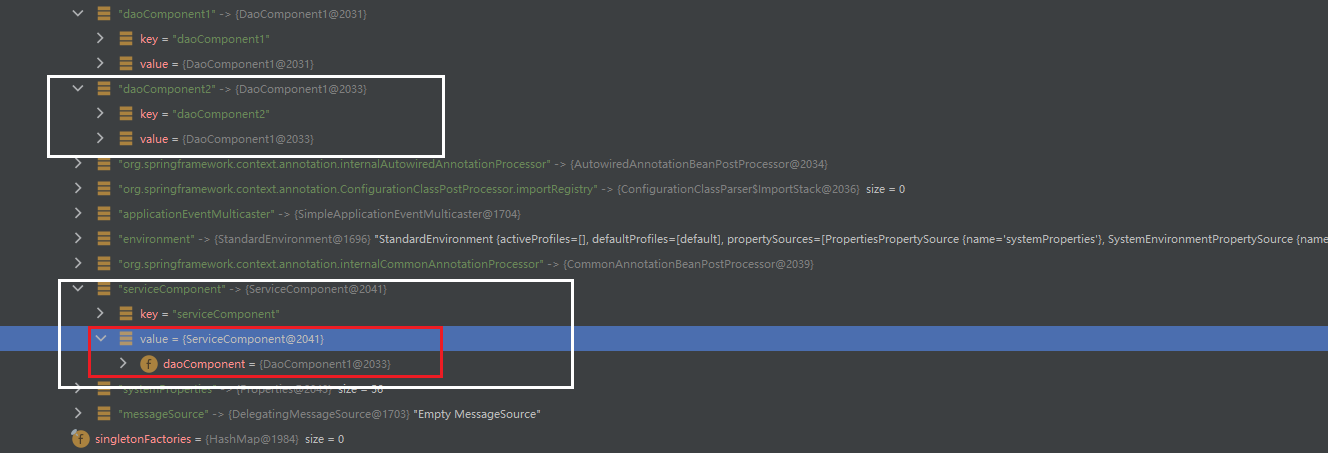 "daoComponent1" -> {DaoComponent1@2031}
key = "daoComponent1"
value = {DaoComponent1@2031}
"daoComponent2" -> {DaoComponent1@2033}
key = "daoComponent2"
value = {DaoComponent1@2033}
"org.springframework.context.annotation.internalAutowiredAnnotationProcessor" -> {AutowiredAnnotationBeanPostProcessor@2034}
"org.springframework.context.annotation.ConfigurationClassPostProcessor.importRegistry" -> {ConfigurationClassParser$ImportStack@2036} size = 0
"applicationEventMulticaster" -> {SimpleApplicationEventMulticaster@1704}
"environment" -> {StandardEnvironment@1696} "StandardEnvironment {activeProfiles=[], defaultProfiles=[default], propertySources=[PropertiesPropertySource {name='systemProperties'}, SystemEnvironmentPropertySource {name
"org.springframework.context.annotation.internalCommonAnnotationProcessor" -> {CommonAnnotationBeanPostProcessor@2039}
"serviceComponent" -> {ServiceComponent@2041}
key = "serviceComponent"
value = {ServiceComponent@2041}
f daoComponent = {DaoComponent1@2033}
"systemProperties" -> {Properties@2043} size = 56
"messageSource" -> {DelegatingMessageSource@1703} "Empty MessageSource"
f singletonFactories = {HashMap@1984} size = 0